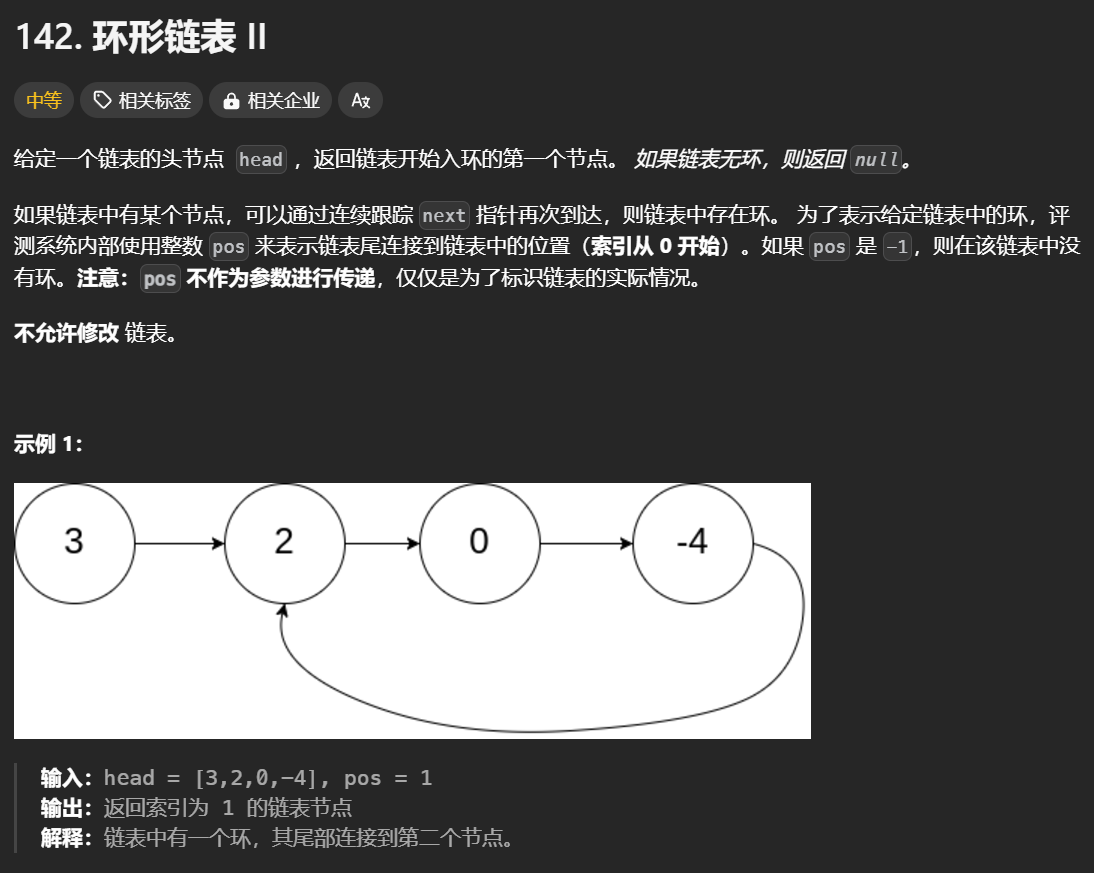 142. 环形链表 II
中等 相关标签 相关企业
给定一个链表的头节点 head ，返回链表开始入环的第一个节点。 如果链表无环，则返回 null。
如果链表中有某个节点，可以通过连续跟踪 next 指针再次到达，则链表中存在环。 为了表示给定链表中的环，评
测系统内部使用整数 pos 来表示链表尾连接到链表中的位置（索引从 0 开始）。如果 pos 是 -1，则在该链表中没
有环。注意：pos 不作为参数进行传递，仅仅是为了标识链表的实际情况。
不允许修改 链表。
示例 1：
3 2 0 -4
输入：head = [3,2,0,-4], pos = 1
输出：返回索引为 1 的链表节点
解释：链表中有一个环，其尾部连接到第二个节点。